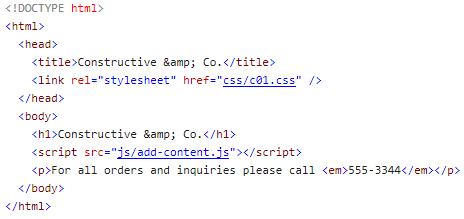 <!DOCTYPE html>
<html>
  <head>
    <title>Constructive &amp; Co.</title>
    <link rel="stylesheet" href="css/c01.css" />
  </head>
  <body>
    <h1>Constructive &amp; Co.</h1>
    <script src="js/add-content.js"></script>
    <p>For all orders and inquiries please call <em>555-3344</em></p>
  </body>
</html>